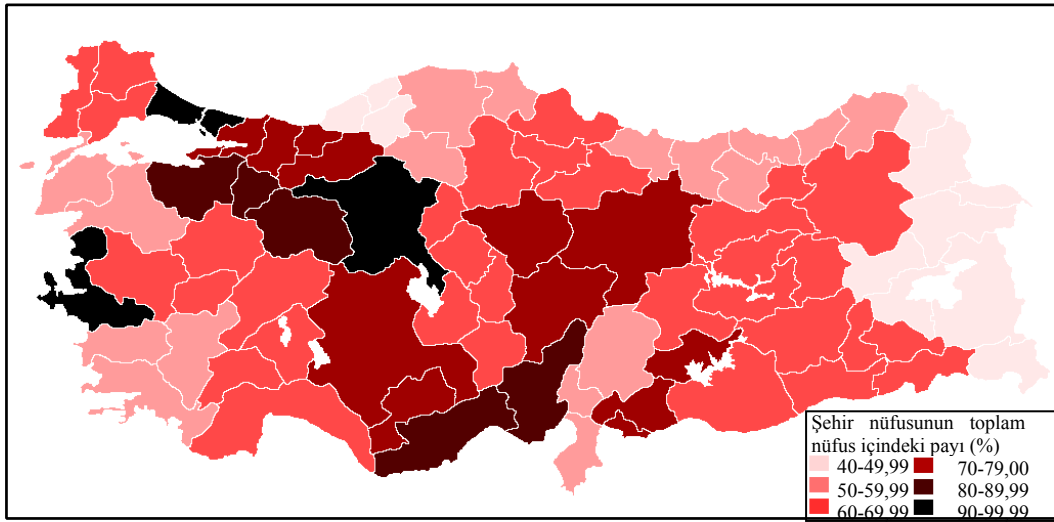 Şehir nüfusunun toplam
nüfus içindeki payı (%)
40-49,99 70-79,00
50-59,99 80-89,99
60-69,99 90-99,99